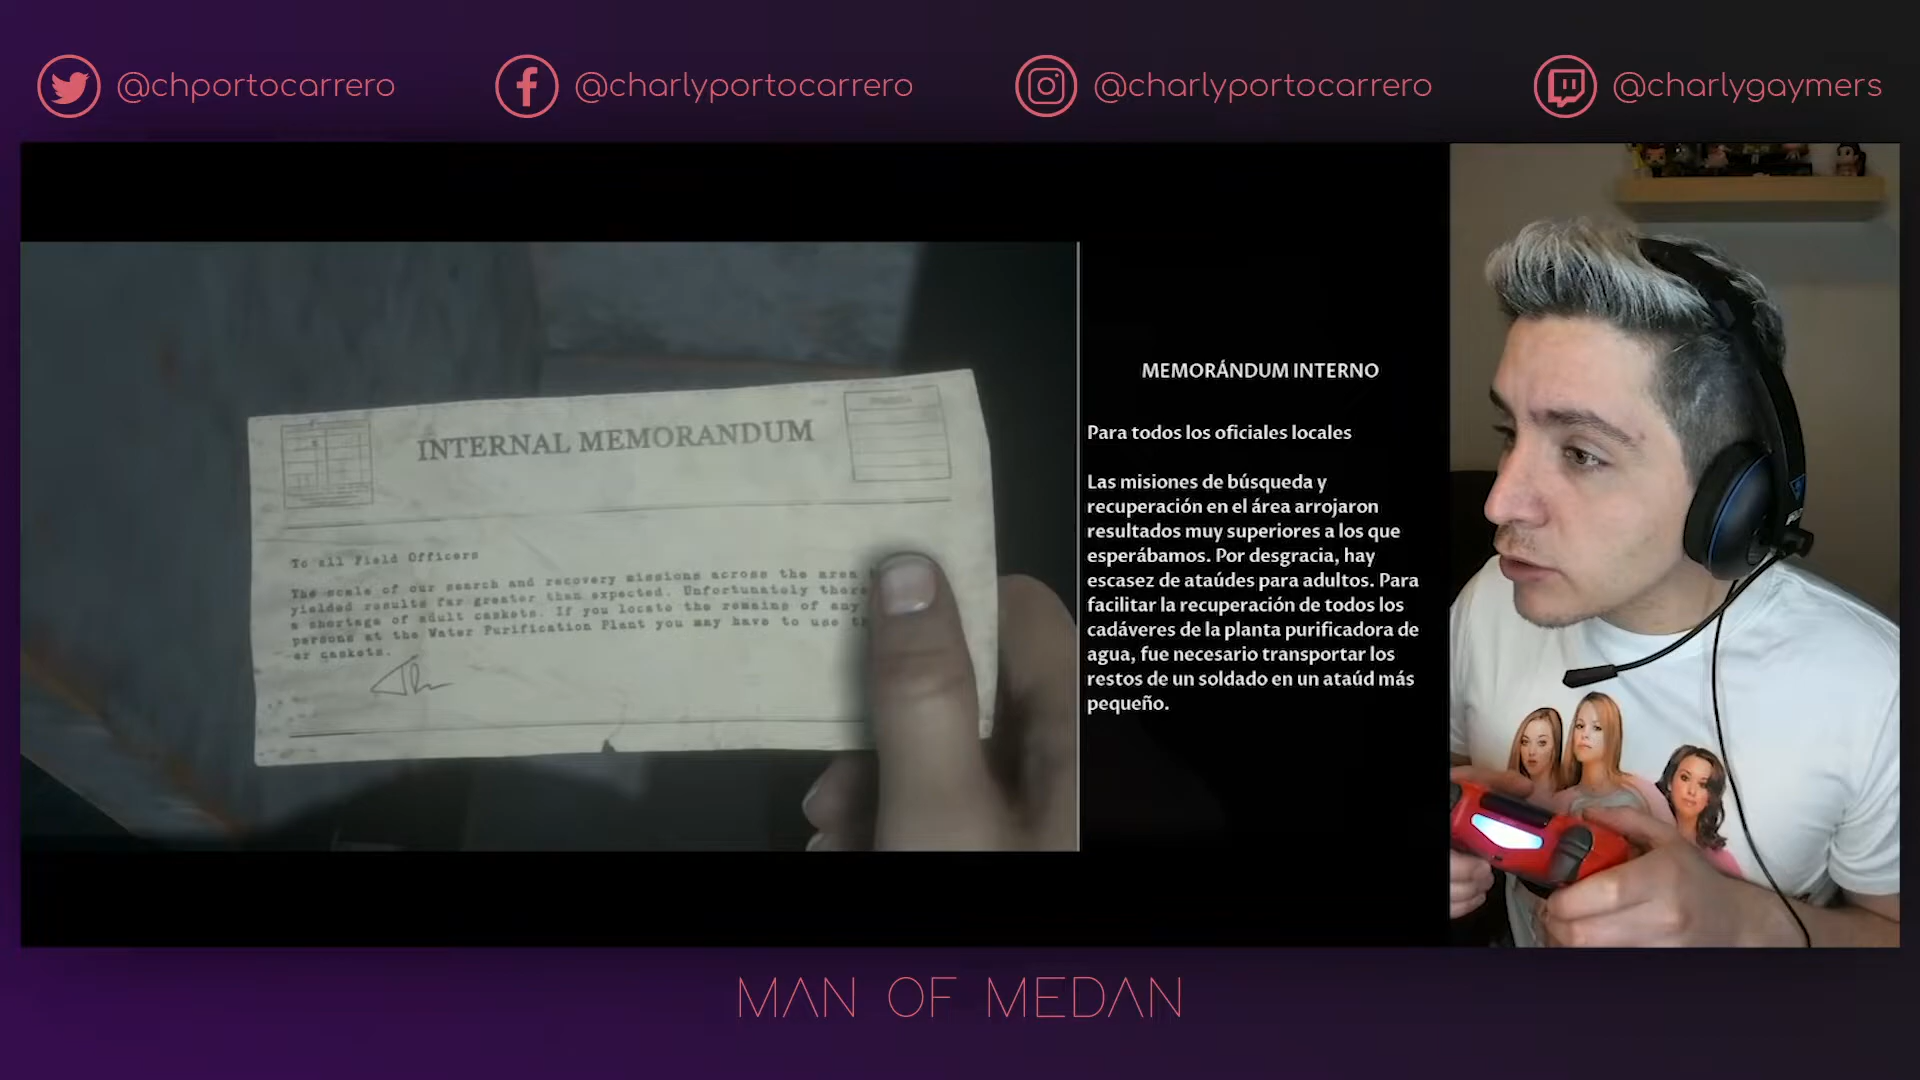 @chportocarrero
@charlyportocarrero
@charlyportocarrero
@charlygaymers
INTERNAL MEMORANDUM
To all Field Officers
The scale of our search and recovery missions across the area
yielded results far greater than expected. Unfortunately there
a shortage of adult caskets. If you locate the remains of any
persons at the Water Purification Plant you may have to use
er caskets.
MEMORÁNDUM INTERNO
Para todos los oficiales locales
Las misiones de búsqueda y
recuperación en el área arrojaron
resultados muy superiores a los que
esperábamos. Por desgracia, hay
escasez de ataúdes para adultos. Para
facilitar la recuperación de todos los
cadáveres de la planta purificadora de
agua, fue necesario transportar los
restos de un soldado en un ataúd más
pequeño.
MAN OF MEDAN